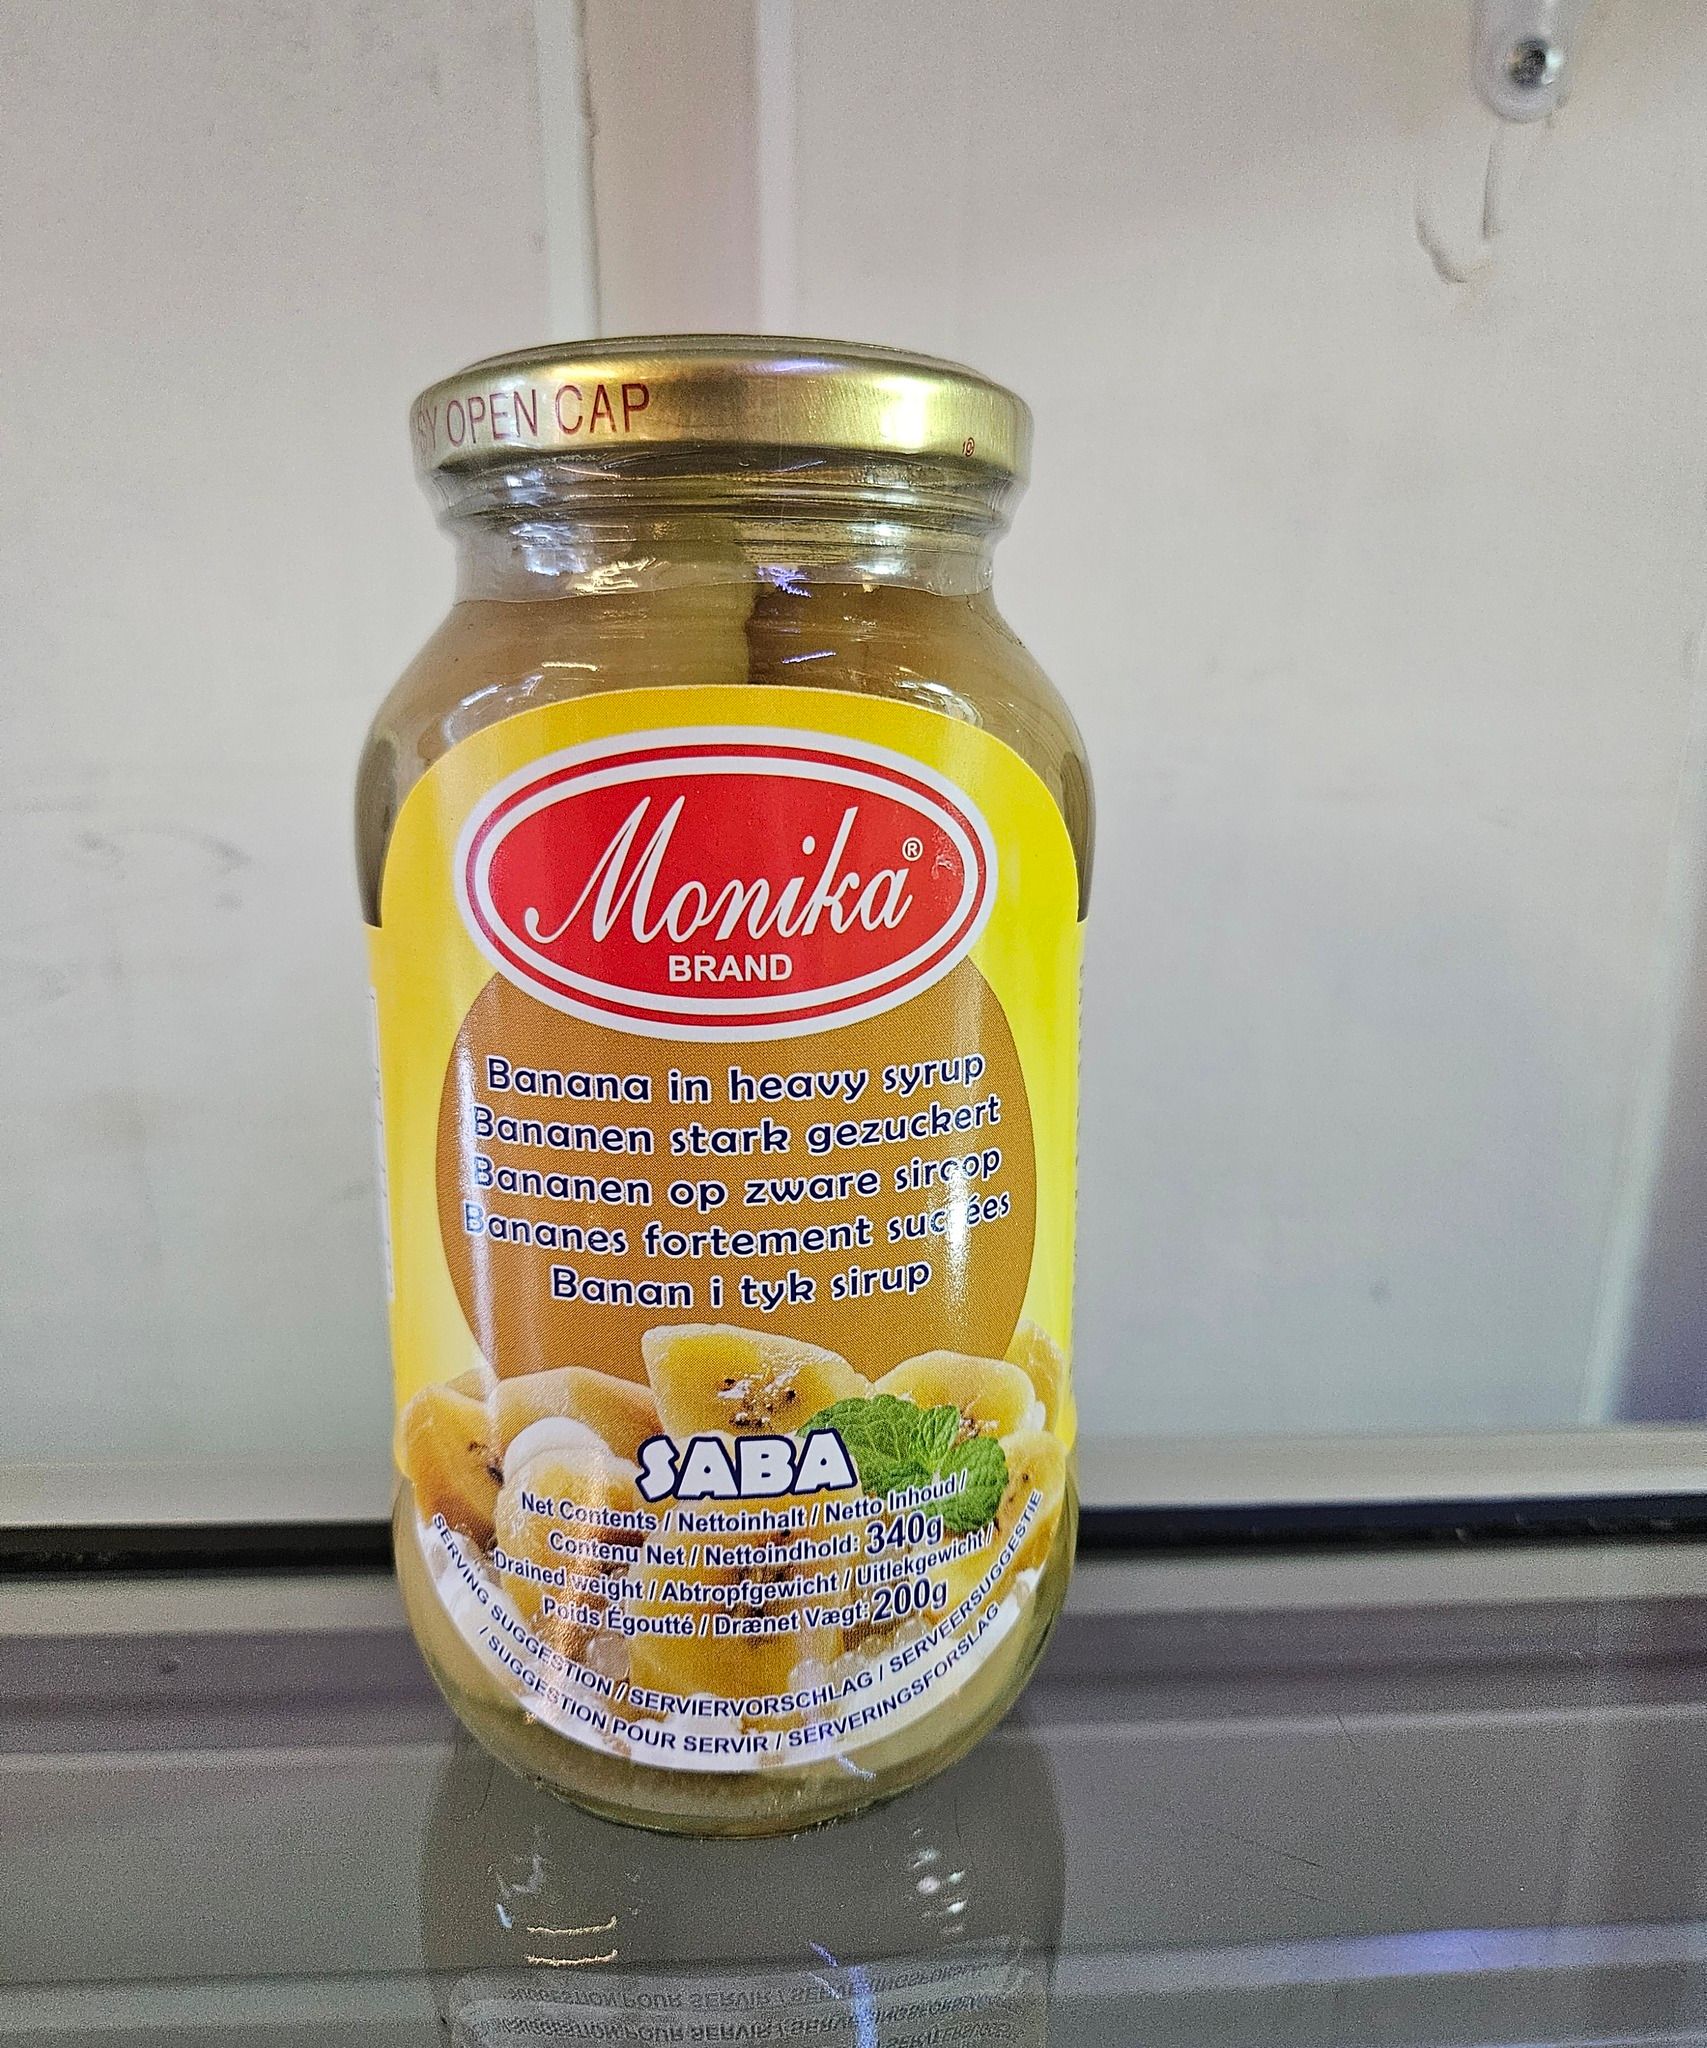 OPEN CAP
Monika®
BRAND
Banana in heavy syrup
Bananen stark gezuckert
Bananen op zware siroop
Bananes fortement sucrées
Banan i tyk sirup
SABA
Net Contents / Nettoinhalt / Netto Inhoud /
Contenu Net / Nettoindhold: 340g
Drained weight / Abtropfgewicht / Uitlekgewicht /
Poids Égoutté / Drænet Vægt: 200g
SERVING SUGGESTION / SERVIERVORSCHLAG / SERVEERSUGGESTIE
/ SUGGESTION POUR SERVIR / SERVERINGSFORSLAG